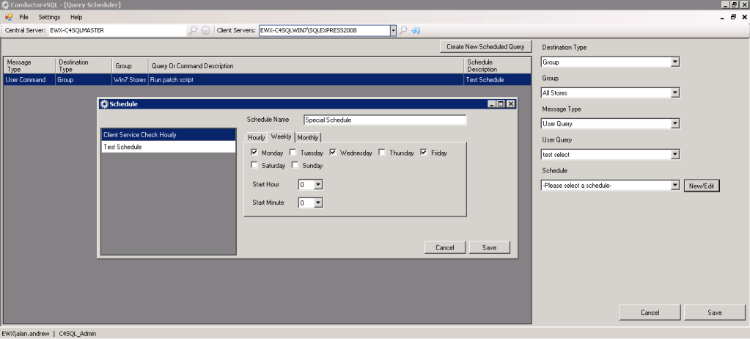 Conductor4SQL - [Query Scheduler]
File Settings Help
Central Server: EWX-C4SQLMASTER Client Servers: EWX-C4SQLWIN7\SQLEXPRESS2008
Create New Scheduled Query
Message Type Destination Type Group Query Or Command Description Schedule Description
User Command Group Win7 Stores Run patch script Test Schedule
Schedule
Client Service Check Hourly
Test Schedule
Schedule Name Special Schedule
Hourly Weekly Monthly
Monday Tuesday Wednesday Thursday Friday
Saturday Sunday
Start Hour 0
Start Minute 0
Cancel Save
Destination Type
Group
Group
All Stores
Message Type
User Query
User Query
test select
Schedule
-Please select a schedule- New/Edit
Cancel Save
EWX\alan.andrew | C4SQL_Admin